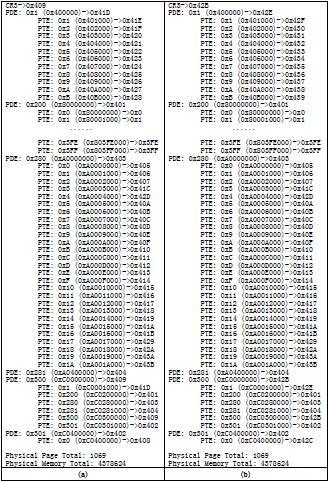 CR3->0x409
PDE: 0x1 (0x400000)->0x41D
PTE: 0x1 (0x401000)->0x41E
PTE: 0x2 (0x402000)->0x41F
PTE: 0x3 (0x403000)->0x420
PTE: 0x4 (0x404000)->0x421
PTE: 0x5 (0x405000)->0x422
PTE: 0x6 (0x406000)->0x423
PTE: 0x7 (0x407000)->0x424
PTE: 0x8 (0x408000)->0x425
PTE: 0x9 (0x409000)->0x426
PTE: 0xA (0x40A000)->0x427
PTE: 0xB (0x40B000)->0x428
PDE: 0x200 (0x80000000)->0x401
PTE: 0x0 (0x80000000)->0x0
PTE: 0x1 (0x80001000)->0x1
......
PTE: 0x3FE (0x803FE000)->0x3FE
PTE: 0x3FF (0x803FF000)->0x3FF
PDE: 0x280 (0xA0000000)->0x403
PTE: 0x0 (0xA0000000)->0x405
PTE: 0x1 (0xA0001000)->0x406
PTE: 0x2 (0xA0002000)->0x407
PTE: 0x3 (0xA0003000)->0x41C
PTE: 0x4 (0xA0004000)->0x42D
PTE: 0x5 (0xA0005000)->0x40A
PTE: 0x6 (0xA0006000)->0x40B
PTE: 0x7 (0xA0007000)->0x40C
PTE: 0x8 (0xA0008000)->0x40D
PTE: 0x9 (0xA0009000)->0x40E
PTE: 0xA (0xA000A000)->0x40F
PTE: 0xB (0xA000B000)->0x410
PTE: 0xC (0xA000C000)->0x411
PTE: 0xD (0xA000D000)->0x412
PTE: 0xE (0xA000E000)->0x413
PTE: 0xF (0xA000F000)->0x414
PTE: 0x10 (0xA0010000)->0x415
PTE: 0x11 (0xA0011000)->0x416
PTE: 0x12 (0xA0012000)->0x417
PTE: 0x13 (0xA0013000)->0x418
PTE: 0x14 (0xA0014000)->0x419
PTE: 0x15 (0xA0015000)->0x41A
PTE: 0x16 (0xA0016000)->0x41B
PTE: 0x17 (0xA0017000)->0x429
PTE: 0x18 (0xA0018000)->0x42A
PTE: 0x19 (0xA0019000)->0x43A
PTE: 0x1A (0xA001A000)->0x43B
PDE: 0x281 (0xA0400000)->0x404
PDE: 0x300 (0xC0000000)->0x409
PTE: 0x1 (0xC0001000)->0x41D
PTE: 0x200 (0xC0200000)->0x401
PTE: 0x280 (0xC0280000)->0x403
PTE: 0x281 (0xC0281000)->0x404
PTE: 0x300 (0xC0300000)->0x409
PTE: 0x301 (0xC0301000)->0x402
PDE: 0x301 (0xC0400000)->0x402
PTE: 0x0 (0xC0400000)->0x408
Physical Page Total: 1069
Physical Memory Total: 4378624
(a)
CR3->0x42B
PDE: 0x1 (0x400000)->0x42E
PTE: 0x1 (0x401000)->0x42F
PTE: 0x2 (0x402000)->0x430
PTE: 0x3 (0x403000)->0x431
PTE: 0x4 (0x404000)->0x432
PTE: 0x5 (0x405000)->0x433
PTE: 0x6 (0x406000)->0x434
PTE: 0x7 (0x407000)->0x435
PTE: 0x8 (0x408000)->0x436
PTE: 0x9 (0x409000)->0x437
PTE: 0xA (0x40A000)->0x438
PTE: 0xB (0x40B000)->0x439
PDE: 0x200 (0x80000000)->0x401
PTE: 0x0 (0x80000000)->0x0
PTE: 0x1 (0x80001000)->0x1
......
PTE: 0x3FE (0x803FE000)->0x3FE
PTE: 0x3FF (0x803FF000)->0x3FF
PDE: 0x280 (0xA0000000)->0x403
PTE: 0x0 (0xA0000000)->0x405
PTE: 0x1 (0xA0001000)->0x406
PTE: 0x2 (0xA0002000)->0x407
PTE: 0x3 (0xA0003000)->0x41C
PTE: 0x4 (0xA0004000)->0x42D
PTE: 0x5 (0xA0005000)->0x40A
PTE: 0x6 (0xA0006000)->0x40B
PTE: 0x7 (0xA0007000)->0x40C
PTE: 0x8 (0xA0008000)->0x40D
PTE: 0x9 (0xA0009000)->0x40E
PTE: 0xA (0xA000A000)->0x40F
PTE: 0xB (0xA000B000)->0x410
PTE: 0xC (0xA000C000)->0x411
PTE: 0xD (0xA000D000)->0x412
PTE: 0xE (0xA000E000)->0x413
PTE: 0xF (0xA000F000)->0x414
PTE: 0x10 (0xA0010000)->0x415
PTE: 0x11 (0xA0011000)->0x416
PTE: 0x12 (0xA0012000)->0x417
PTE: 0x13 (0xA0013000)->0x418
PTE: 0x14 (0xA0014000)->0x419
PTE: 0x15 (0xA0015000)->0x41A
PTE: 0x16 (0xA0016000)->0x41B
PTE: 0x17 (0xA0017000)->0x429
PTE: 0x18 (0xA0018000)->0x42A
PTE: 0x19 (0xA0019000)->0x43A
PTE: 0x1A (0xA001A000)->0x43B
PDE: 0x281 (0xA0400000)->0x404
PDE: 0x300 (0xC0000000)->0x42B
PTE: 0x1 (0xC0001000)->0x42E
PTE: 0x200 (0xC0200000)->0x401
PTE: 0x280 (0xC0280000)->0x403
PTE: 0x281 (0xC0281000)->0x404
PTE: 0x300 (0xC0300000)->0x42B
PTE: 0x301 (0xC0301000)->0x402
PDE: 0x301 (0xC0400000)->0x402
PTE: 0x0 (0xC0400000)->0x42C
Physical Page Total: 1069
Physical Memory Total: 4378624
(b)